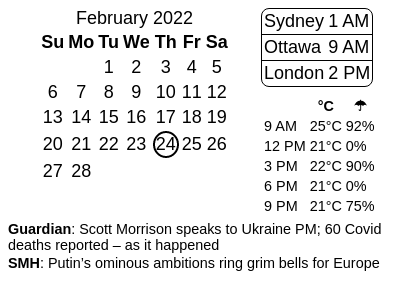 February 2022
Su Mo Tu We Th Fr Sa
1 2 3 4 5
6 7 8 9 10 11 12
13 14 15 16 17 18 19
20 21 22 23 24 25 26
27 28
Sydney 1 AM
Ottawa 9 AM
London 2 PM
°C ☂
9 AM 25°C 92%
12 PM 21°C 0%
3 PM 22°C 90%
6 PM 21°C 0%
9 PM 21°C 75%
Guardian: Scott Morrison speaks to Ukraine PM; 60 Covid
deaths reported – as it happened
SMH: Putin’s ominous ambitions ring grim bells for Europe